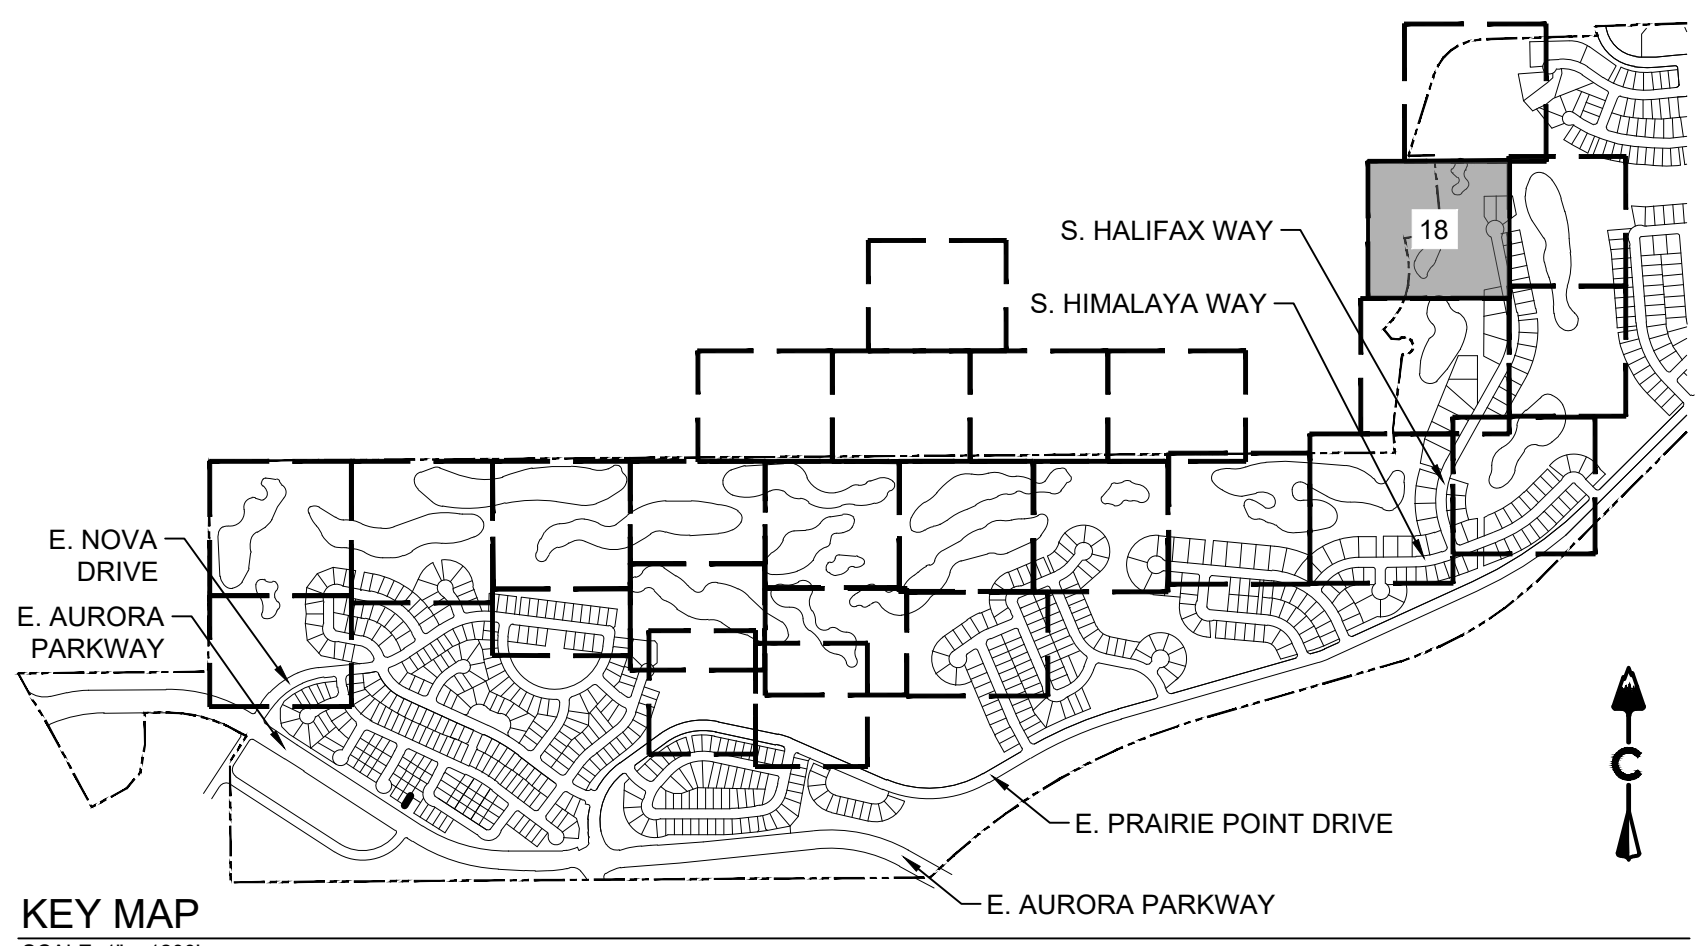 18
S. HALIFAX WAY
S. HIMALAYA WAY
E. NOVA
DRIVE
E. AURORA
PARKWAY
E. PRAIRIE POINT DRIVE
E. AURORA PARKWAY
KEY MAP